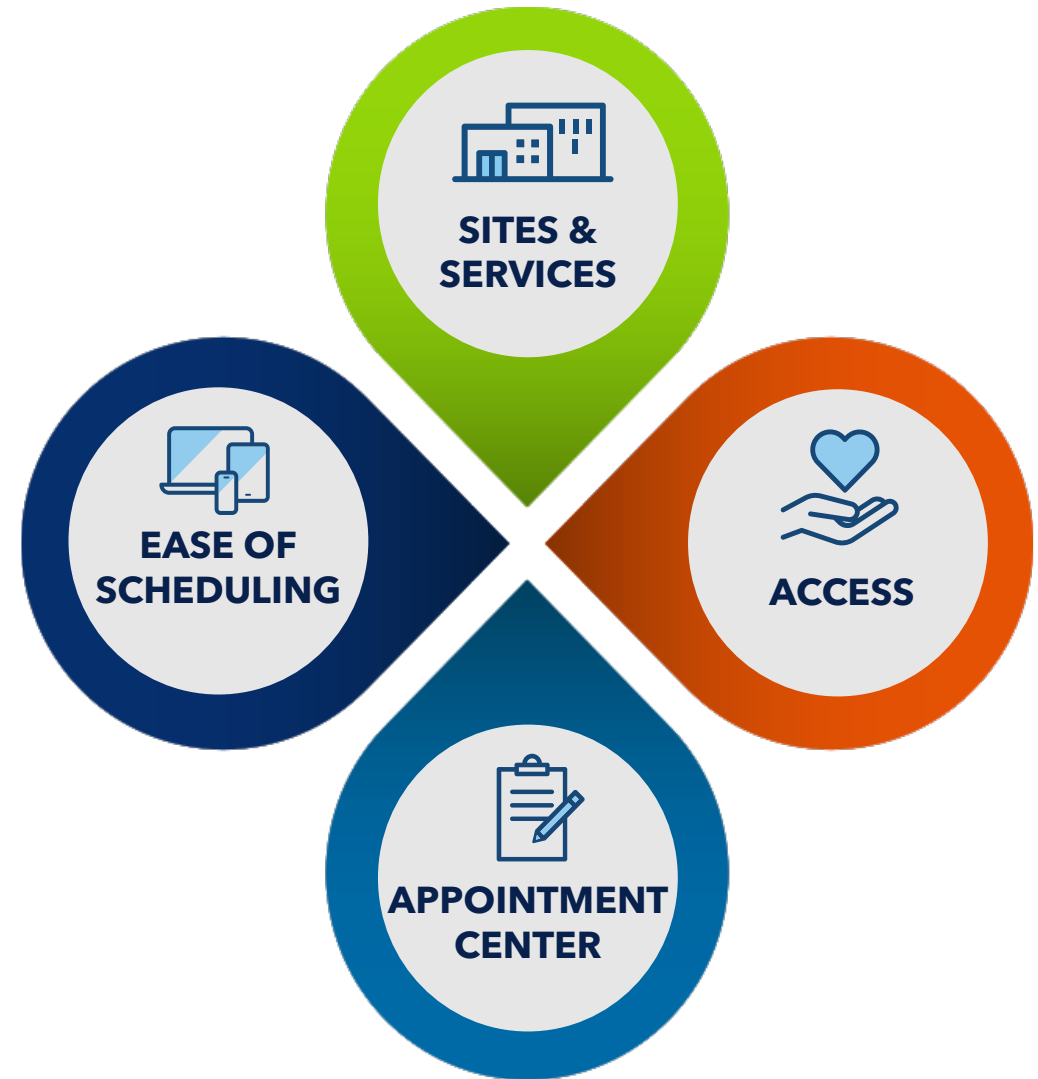 SITES &
SERVICES
EASE OF
SCHEDULING
ACCESS
APPOINTMENT
CENTER